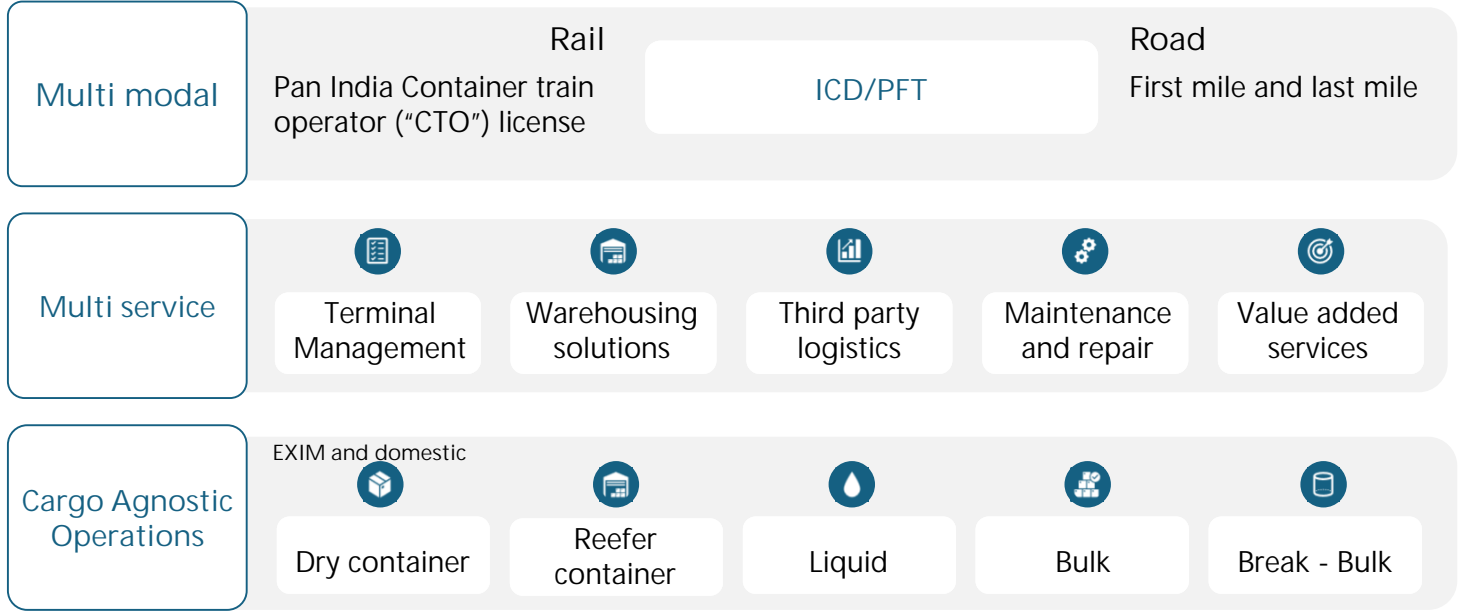 Multi modal
Rail
Pan India Container train
operator (“CTO”) license
ICD/PFT
Road
First mile and last mile
Multi service
Terminal
Management
Warehousing
solutions
Third party
logistics
Maintenance
and repair
Value added
services
Cargo Agnostic
Operations
EXIM and domestic
Dry container
Reefer
container
Liquid
Bulk
Break - Bulk